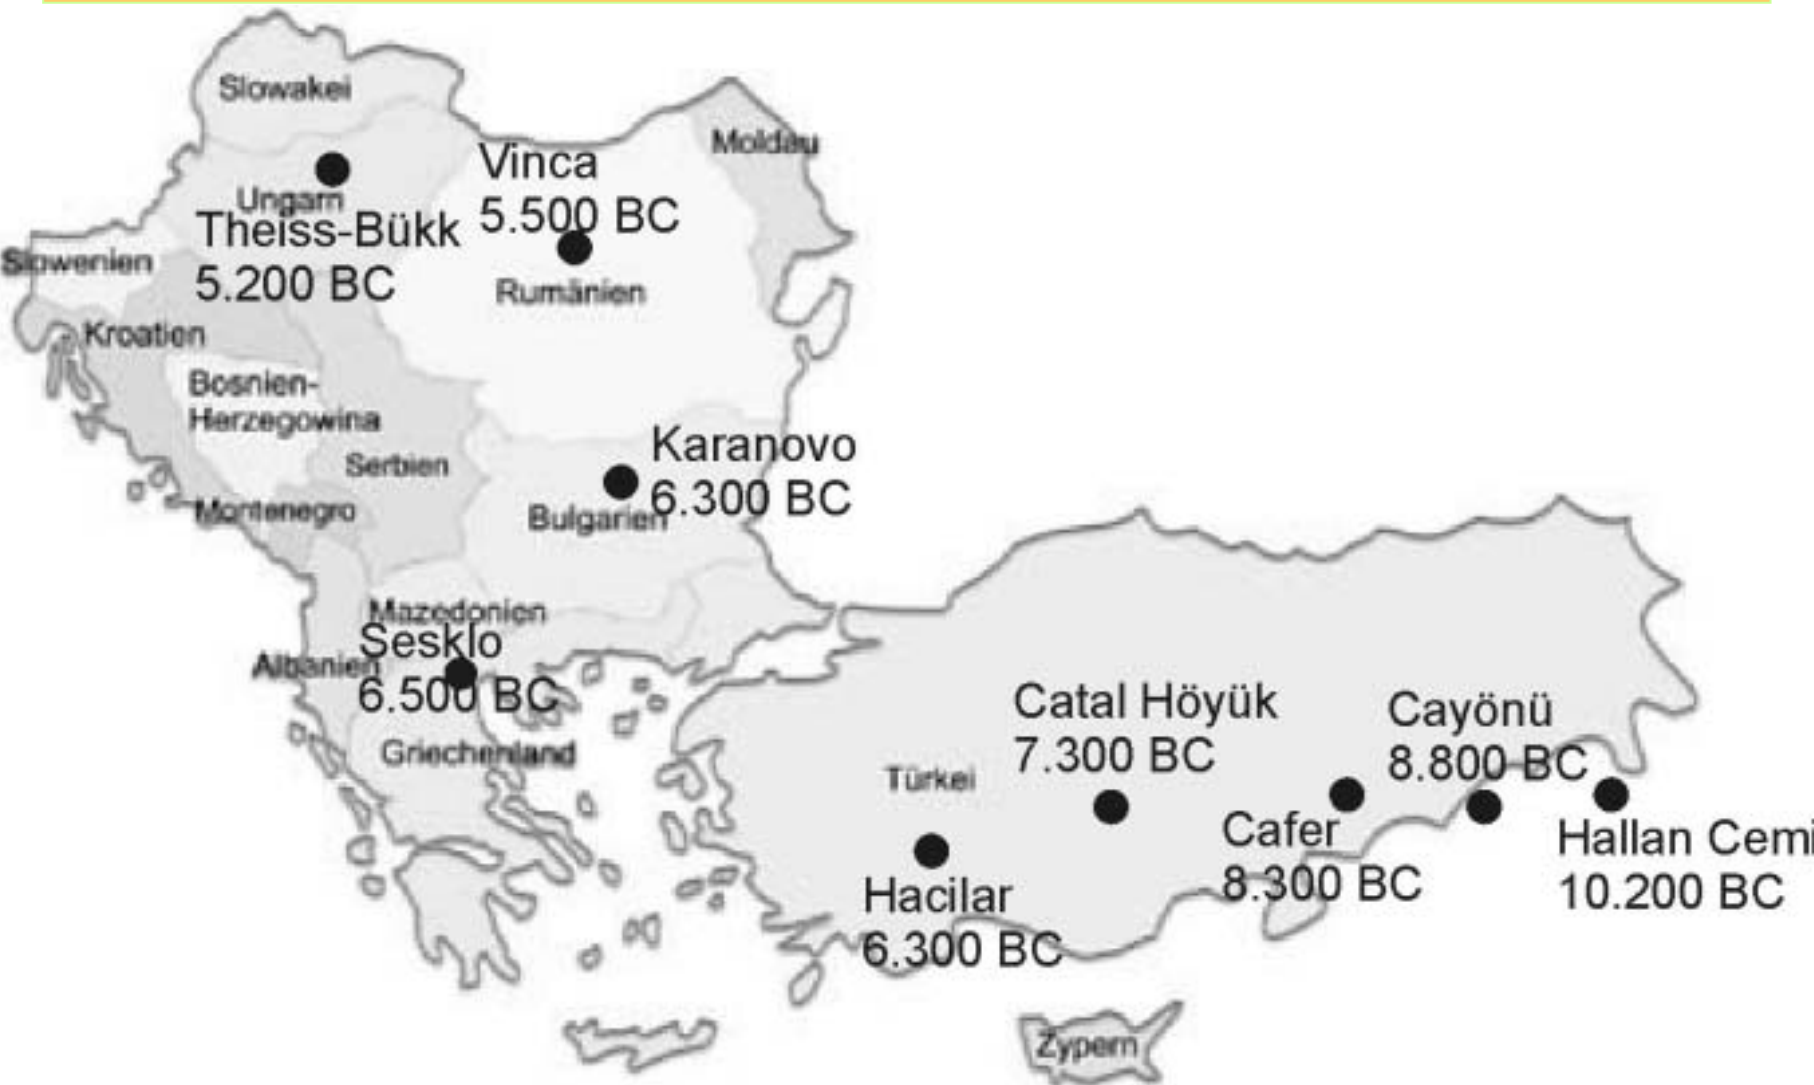 Slowakei
Moldau
Vinca
5.500 BC
Ungarn
Theiss-Bükk
5.200 BC
Slowenien
Rumänien
Kroatien
Bosnien-
Herzegowina
Karanovo
6.300 BC
Serbien
Montenegro
Bulgarien
Mazedonien
Sesklo
6.500 BC
Albanien
Griechenland
Catal Höyük
7.300 BC
Cayönü
8.800 BC
Türkei
Cafer
8.300 BC
Hallan Cemi
10.200 BC
Hacilar
6.300 BC
Zypern